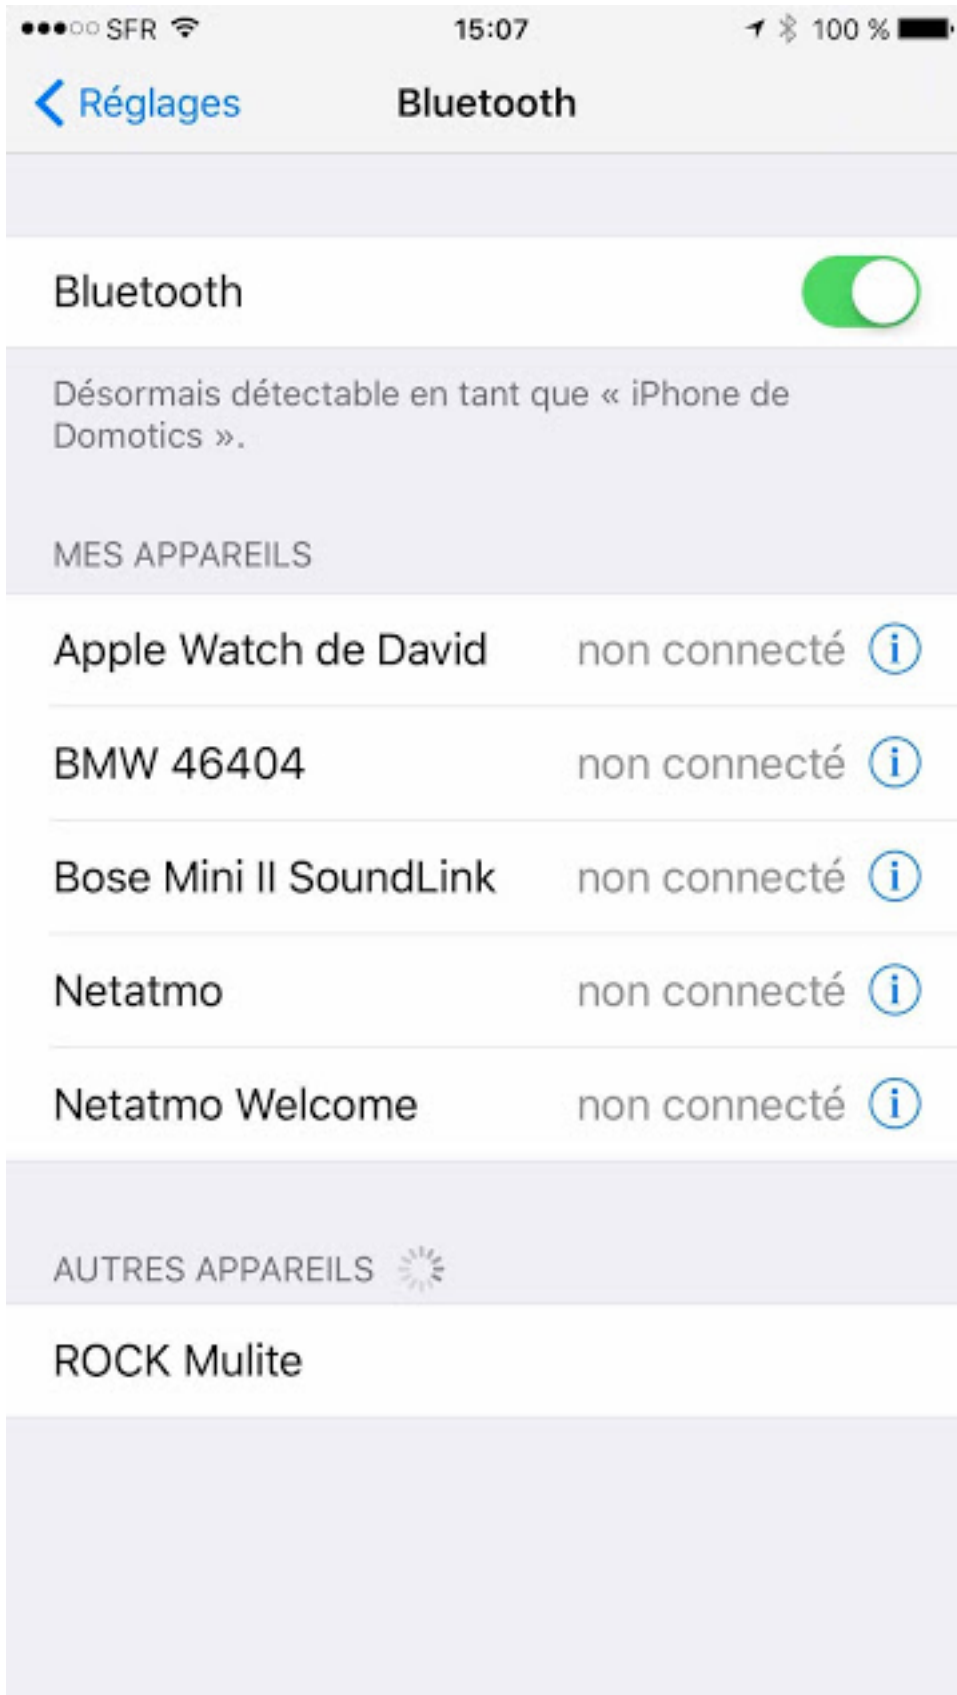 SFR 15:07 100 %
Réglages Bluetooth
Bluetooth
Désormais détectable en tant que « iPhone de
Domotics ».
MES APPAREILS
Apple Watch de David non connecté
BMW 46404 non connecté
Bose Mini II SoundLink non connecté
Netatmo non connecté
Netatmo Welcome non connecté
AUTRES APPAREILS
ROCK Mulite